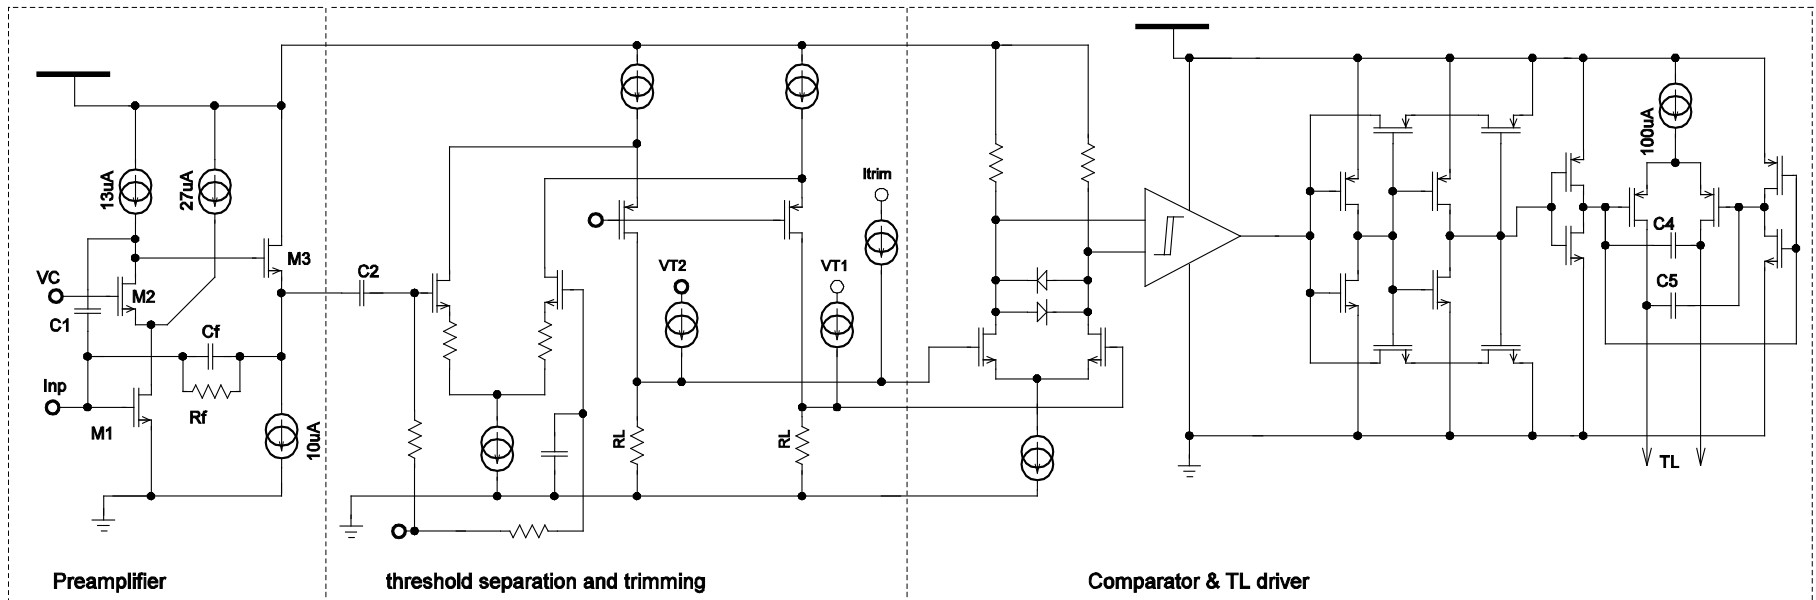 13uA
27uA
VC
M2
M3
C1
Cf
Inp
Rf
M1
10uA
C2
VT2
Itrim
VT1
RL
RL
100uA
C4
C5
TL
Preamplifier
threshold separation and trimming
Comparator & TL driver